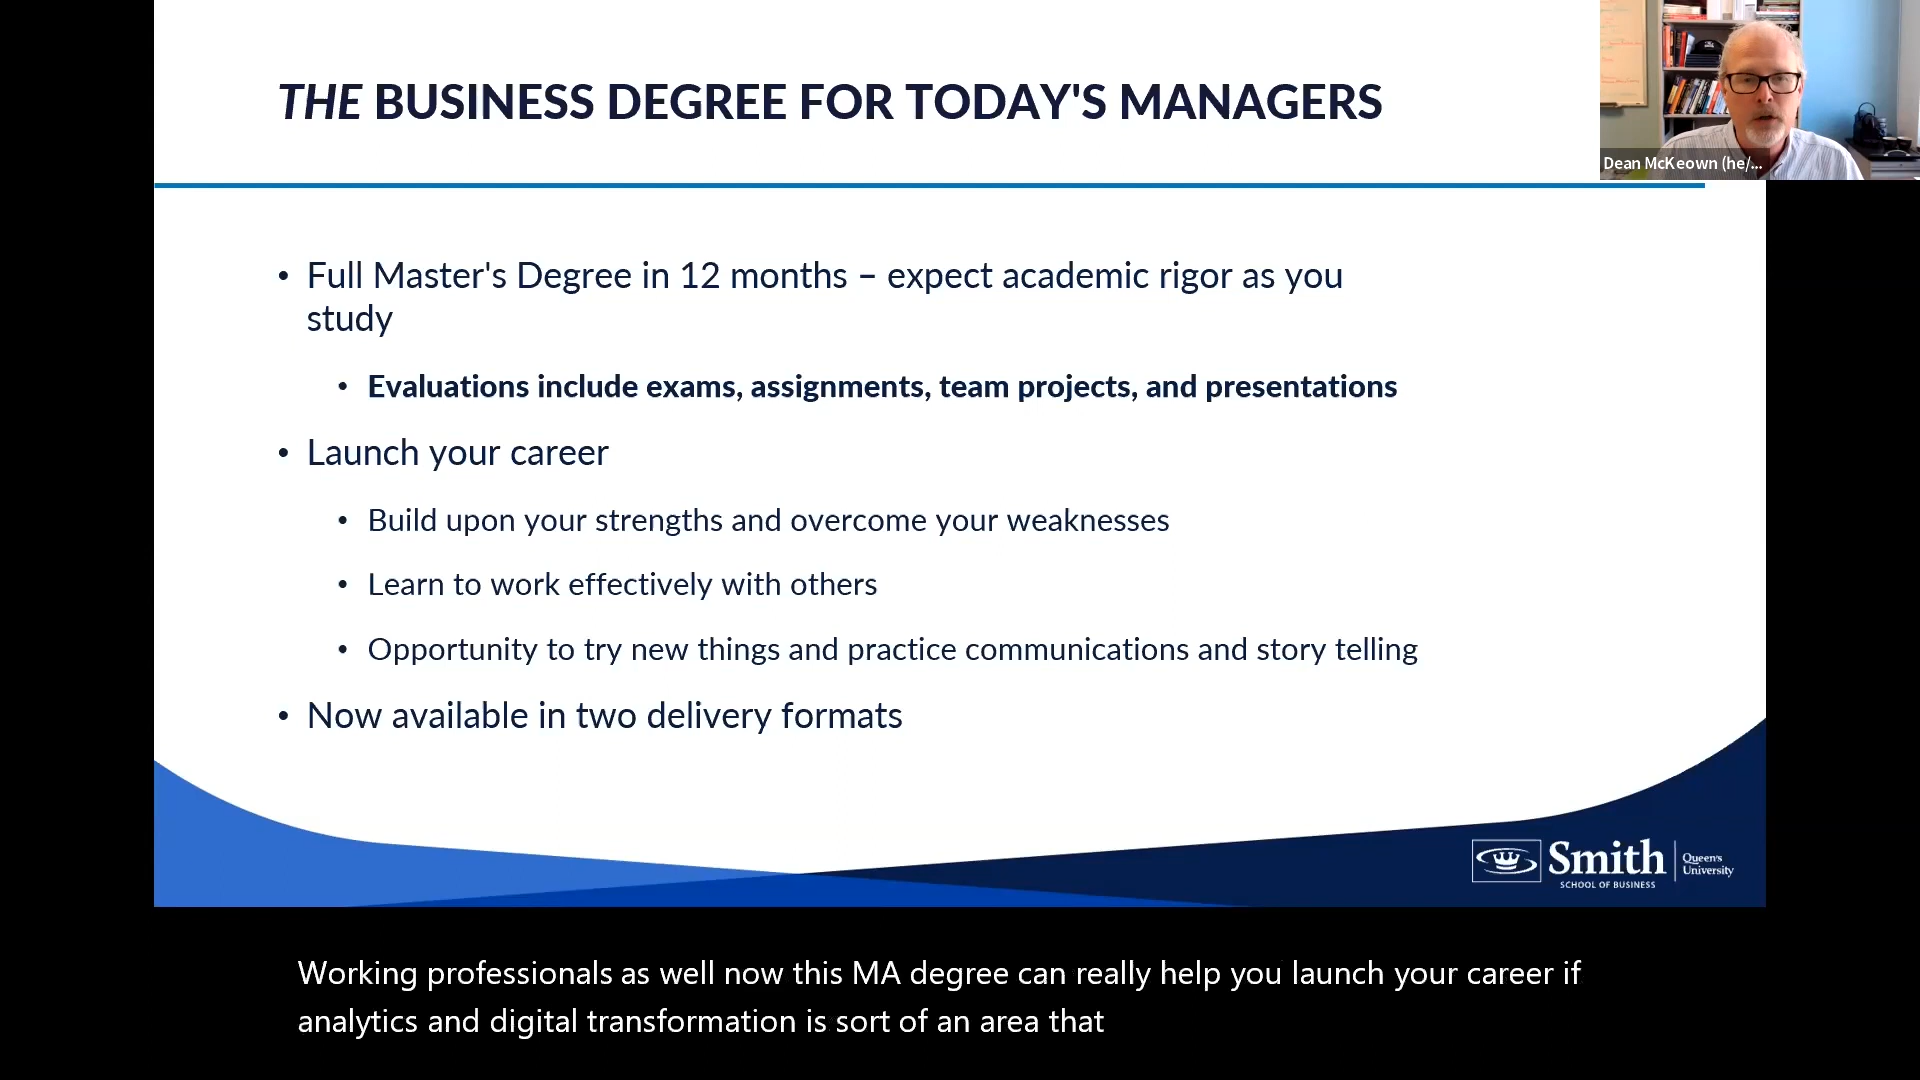 THE BUSINESS DEGREE FOR TODAY'S MANAGERS
Dean McKeown (he/...
• Full Master's Degree in 12 months – expect academic rigor as you
study
• Evaluations include exams, assignments, team projects, and presentations
• Launch your career
• Build upon your strengths and overcome your weaknesses
• Learn to work effectively with others
• Opportunity to try new things and practice communications and story telling
• Now available in two delivery formats
Smith
SCHOOL OF BUSINESS
Queen's
University
Working professionals as well now this MA degree can really help you launch your career if
analytics and digital transformation is sort of an area that